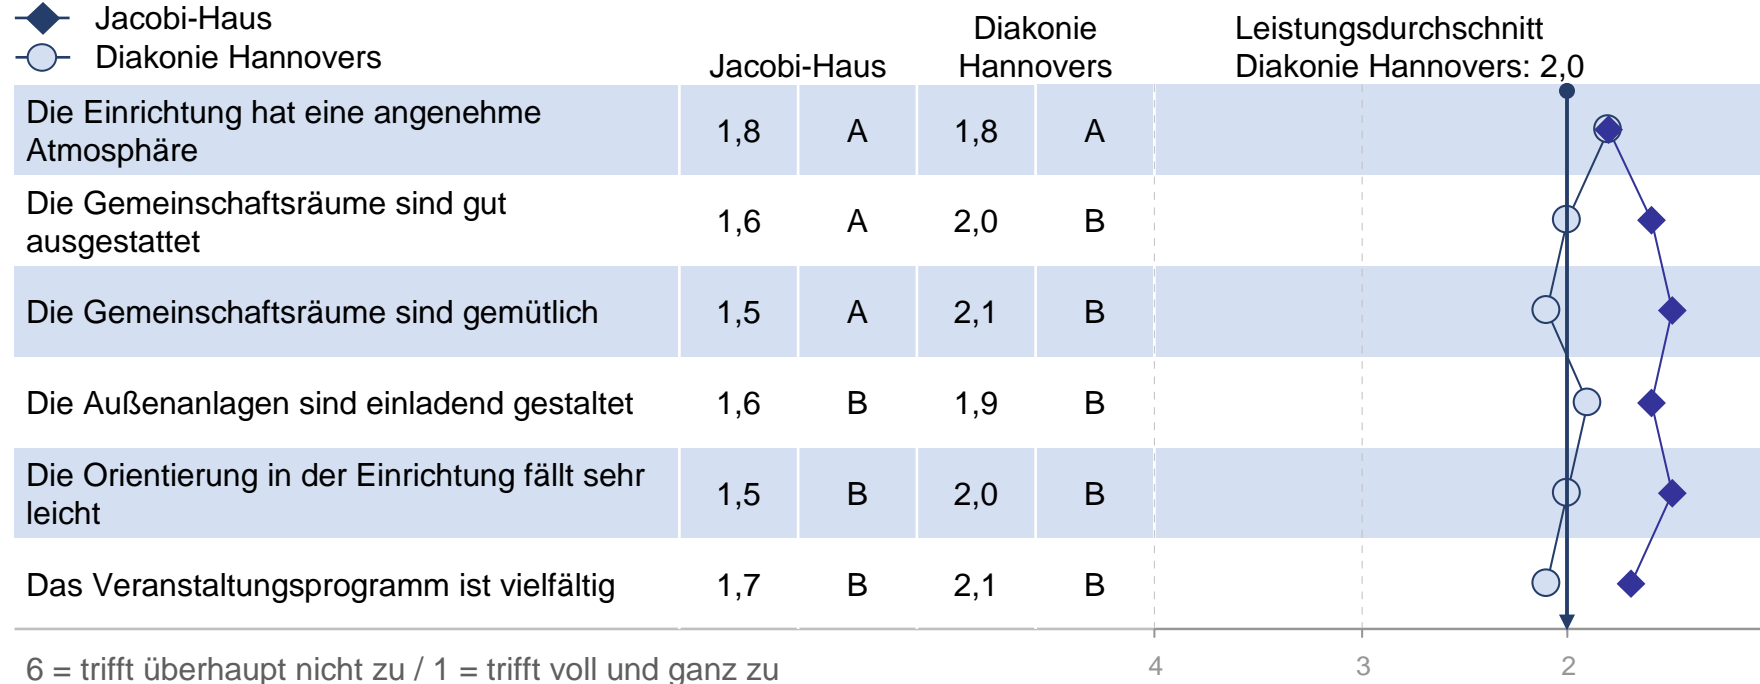 Jacobi-Haus
Diakonie Hannovers
Jacobi-Haus
Diakonie
Hannovers
Leistungsdurchschnitt
Diakonie Hannovers: 2,0
Die Einrichtung hat eine angenehme
Atmosphäre
1,8 A 1,8 A
Die Gemeinschaftsräume sind gut
ausgestattet
1,6 A 2,0 B
Die Gemeinschaftsräume sind gemütlich 1,5 A 2,1 B
Die Außenanlagen sind einladend gestaltet 1,6 B 1,9 B
Die Orientierung in der Einrichtung fällt sehr
leicht
1,5 B 2,0 B
Das Veranstaltungsprogramm ist vielfältig 1,7 B 2,1 B
6 = trifft überhaupt nicht zu / 1 = trifft voll und ganz zu
4 3 2